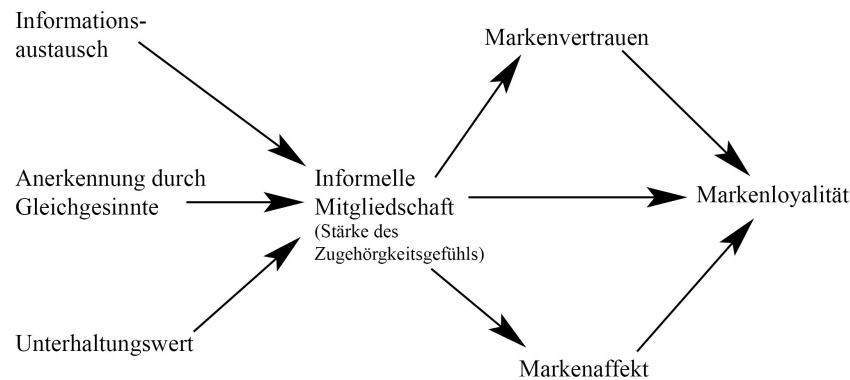 Informations-
austausch
Markenvertrauen
Anerkennung durch
Gleichgesinnte
Informelle
Mitgliedschaft
(Stärke des
Zugehörgkeitsgefühls)
Markenloyalität
Unterhaltungswert
Markenaffekt